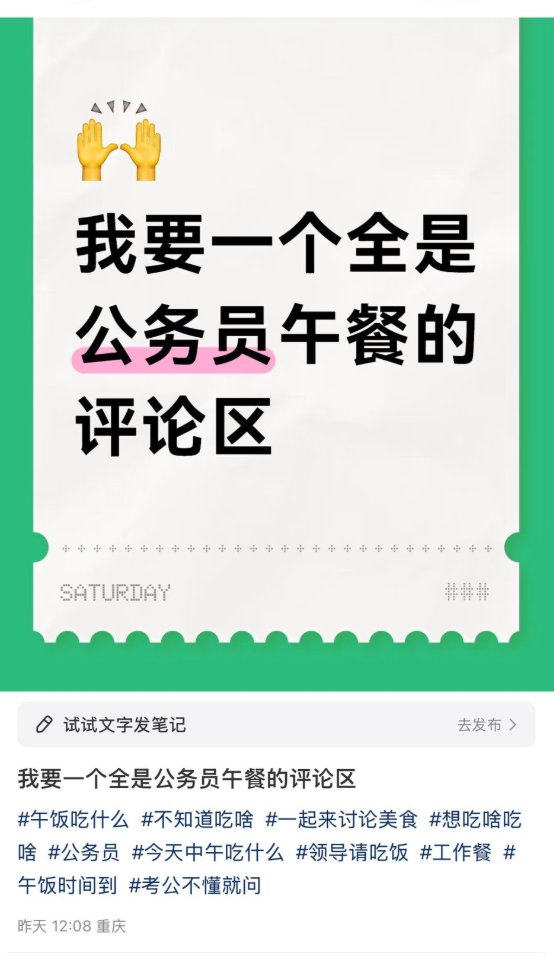 我要一个全是
公务员午餐的
评论区
SATURDAY
###
试试文字发笔记
去发布
我要一个全是公务员午餐的评论区
#午饭吃什么 #不知道吃啥 #一起来讨论美食 #想吃啥吃
啥 #公务员 #今天中午吃什么 #领导请吃饭 #工作餐 #
午饭时间到 #考公不懂就问
昨天 12:08 重庆